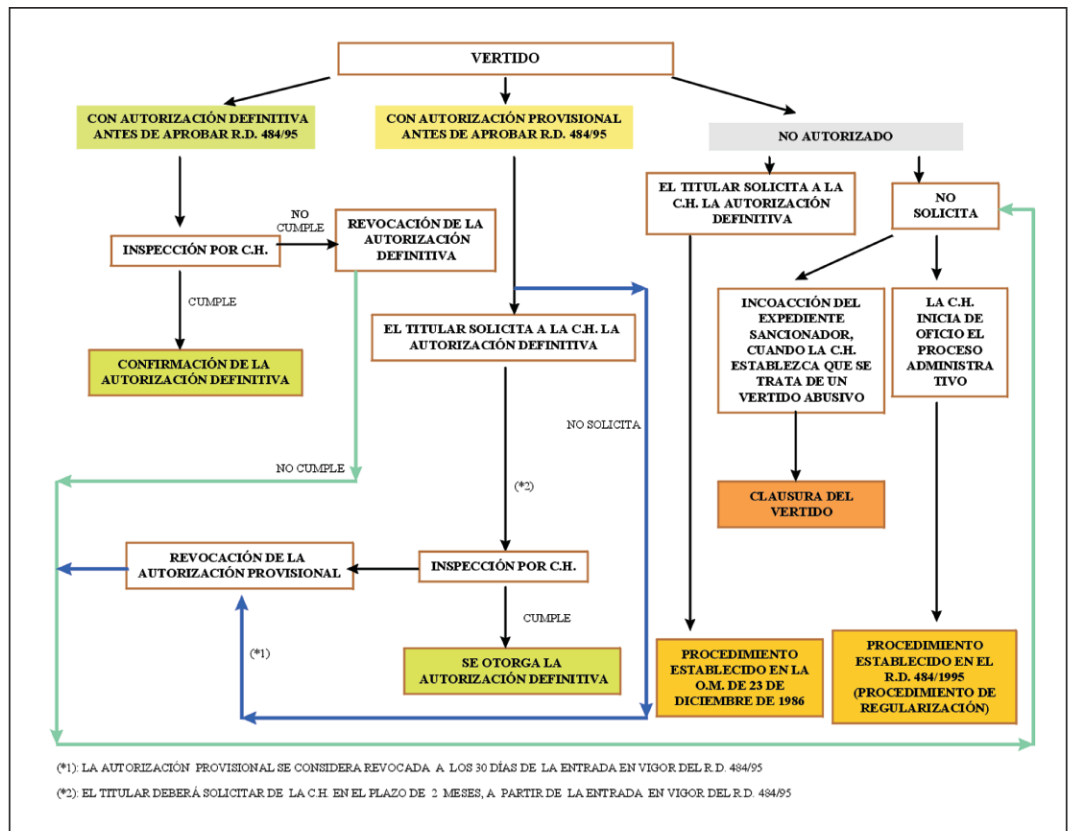 VERTIDO
CON AUTORIZACIÓN DEFINITIVA
ANTES DE APROBAR R.D. 484/95
CON AUTORIZACIÓN PROVISIONAL
ANTES DE APROBAR R.D. 484/95
NO AUTORIZADO
EL TITULAR SOLICITA A LA
C.H. LA AUTORIZACIÓN
DEFINITIVA
NO
SOLICITA
INSPECCIÓN POR C.H.
NO
CUMPLE
REVOCACIÓN DE LA
AUTORIZACIÓN
DEFINITIVA
CUMPLE
CONFIRMACIÓN DE LA
AUTORIZACIÓN DEFINITIVA
EL TITULAR SOLICITA A LA C.H. LA
AUTORIZACIÓN DEFINITIVA
INCOACCIÓN DEL
EXPEDIENTE
SANCIONADOR,
CUANDO LA C.H.
ESTABLEZCA QUE SE
TRATA DE UN
VERTIDO ABUSIVO
LA C.H.
INICIA DE
OFICIO EL
PROCESO
ADMINISTRA
TIVO
NO SOLICITA
NO CUMPLE
(*2)
CLAUSURA DEL
VERTIDO
REVOCACIÓN DE LA
AUTORIZACIÓN PROVISIONAL
INSPECCIÓN POR C.H.
CUMPLE
(*1)
SE OTORGA LA
AUTORIZACIÓN DEFINITIVA
PROCEDIMIENTO
ESTABLECIDO EN LA
O.M. DE 23 DE
DICIEMBRE DE 1986
PROCEDIMIENTO
ESTABLECIDO EN EL
R.D. 484/1995
(PROCEDIMIENTO DE
REGULARIZACIÓN)
(*1): LA AUTORIZACIÓN PROVISIONAL SE CONSIDERA REVOCADA A LOS 30 DÍAS DE LA ENTRADA EN VIGOR DEL R.D. 484/95
(*2): EL TITULAR DEBERÁ SOLICITAR DE LA C.H. EN EL PLAZO DE 2 MESES, A PARTIR DE LA ENTRADA EN VIGOR DEL R.D. 484/95